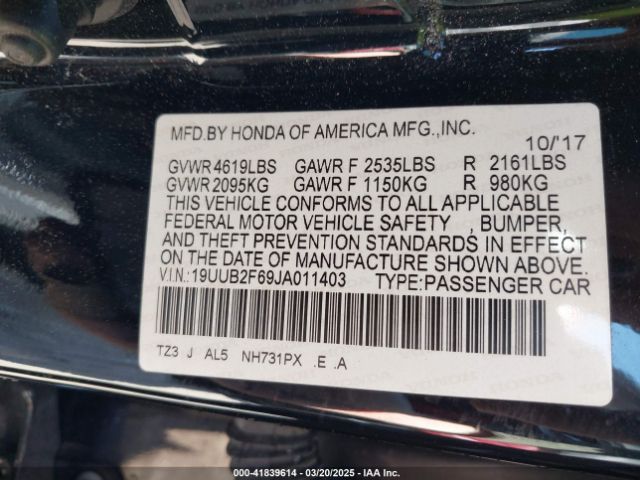 MFD.BY HONDA OF AMERICA MFG.,INC.
10/'17
GVWR 4619LBS GAWR F 2535LBS R 2161LBS
GVWR 2095KG GAWR F 1150KG R 980KG
THIS VEHICLE CONFORMS TO ALL APPLICABLE
FEDERAL MOTOR VEHICLE SAFETY , BUMPER,
AND THEFT PREVENTION STANDARDS IN EFFECT
ON THE DATE OF MANUFACTURE SHOWN ABOVE.
V.I.N.:19UUB2F69JA011403 TYPE:PASSENGER CAR
TZ3 J AL5 NH731PX .E .A
000-41839614 | 03/20/2025 | IAA Inc.